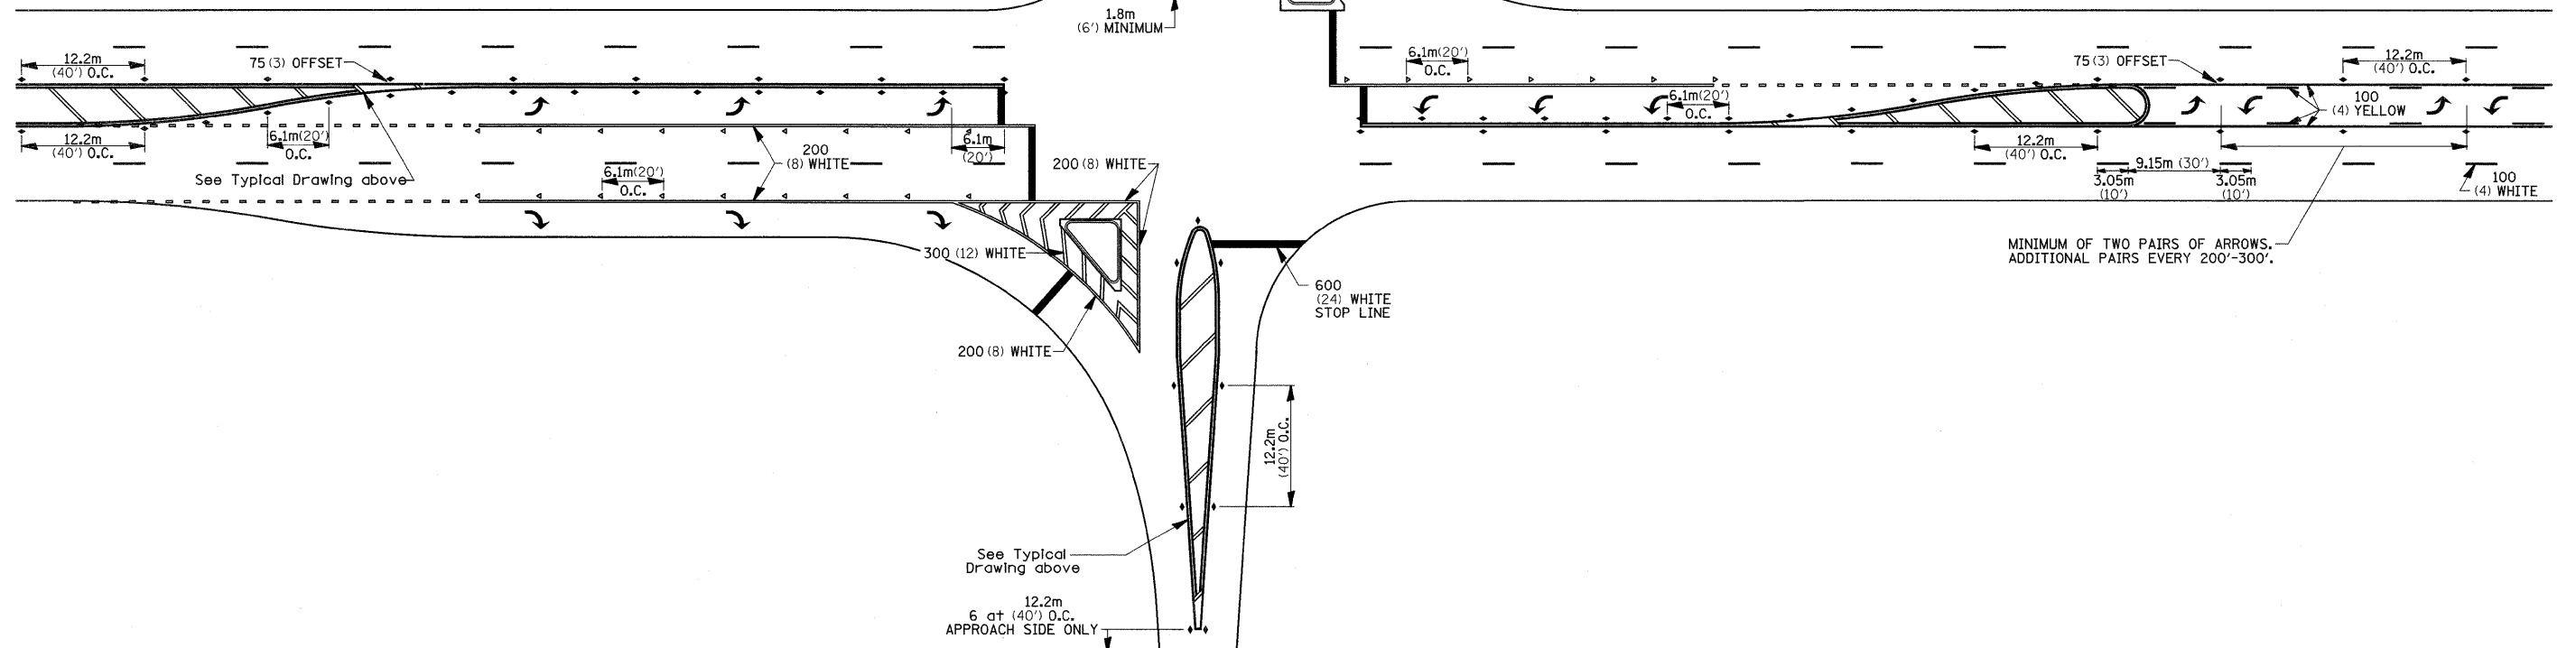 1.8m
(6') MINIMUM
12.2m
(40') O.C.
75 (3) OFFSET
6.1m(20')
O.C.
75 (3) OFFSET
12.2m
(40') O.C.
6.1m(20')
O.C.
100
(4) YELLOW
12.2m
(40') O.C.
6.1m(20')
O.C.
See Typical Drawing above
200
(8) WHITE
6.1m
(20')
6.1m(20')
O.C.
200 (8) WHITE
12.2m
(40') O.C.
9.15m (30')
3.05m
(10')
3.05m
(10')
100
(4) WHITE
300 (12) WHITE
MINIMUM OF TWO PAIRS OF ARROWS.
ADDITIONAL PAIRS EVERY 200'-300'.
600
(24) WHITE
STOP LINE
200 (8) WHITE
12.2m
(40') O.C.
See Typical
Drawing above
12.2m
6 at (40') O.C.
APPROACH SIDE ONLY